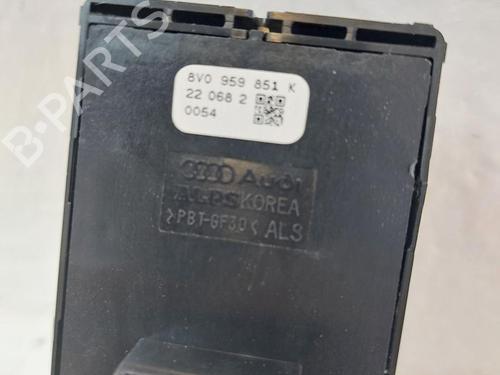 B-PARTS
8V0 959 851 K
22 068 2
0054
Audi
ALPS KOREA
>PBT-GF30< ALS